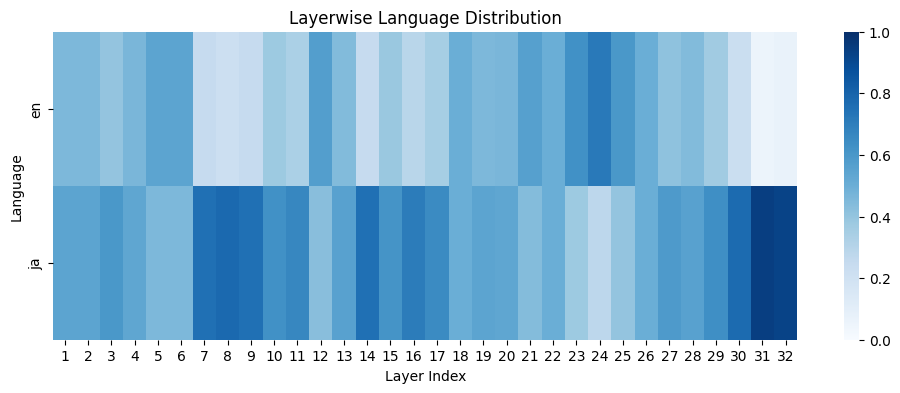 Layerwise Language Distribution
en
ja
Language
1 2 3 4 5 6 7 8 9 10 11 12 13 14 15 16 17 18 19 20 21 22 23 24 25 26 27 28 29 30 31 32
Layer Index
1.0
0.8
0.6
0.4
0.2
0.0